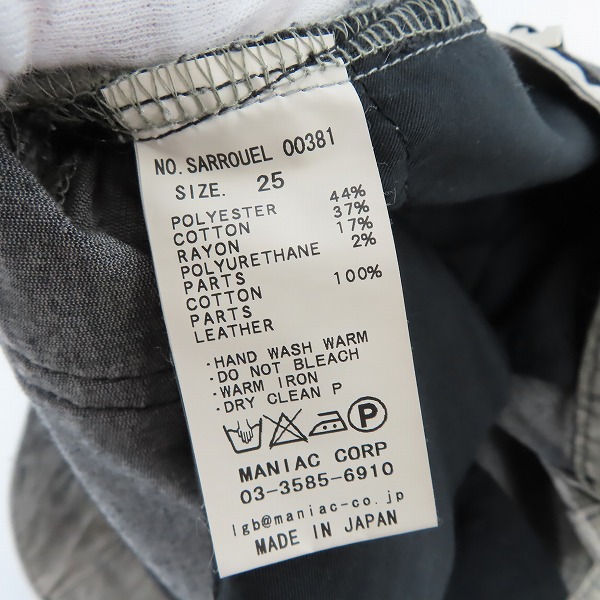 NO. SARROUEL 00381
SIZE. 25
POLYESTER 44%
COTTON 37%
RAYON 17%
POLYURETHANE 2%
PARTS
COTTON 100%
PARTS
LEATHER
·HAND WASH WARM
·DO NOT BLEACH
·WARM IRON
·DRY CLEAN P
P
MANIAC CORP
03-3585-6910
lgb@maniac-co.jp
MADE IN JAPAN